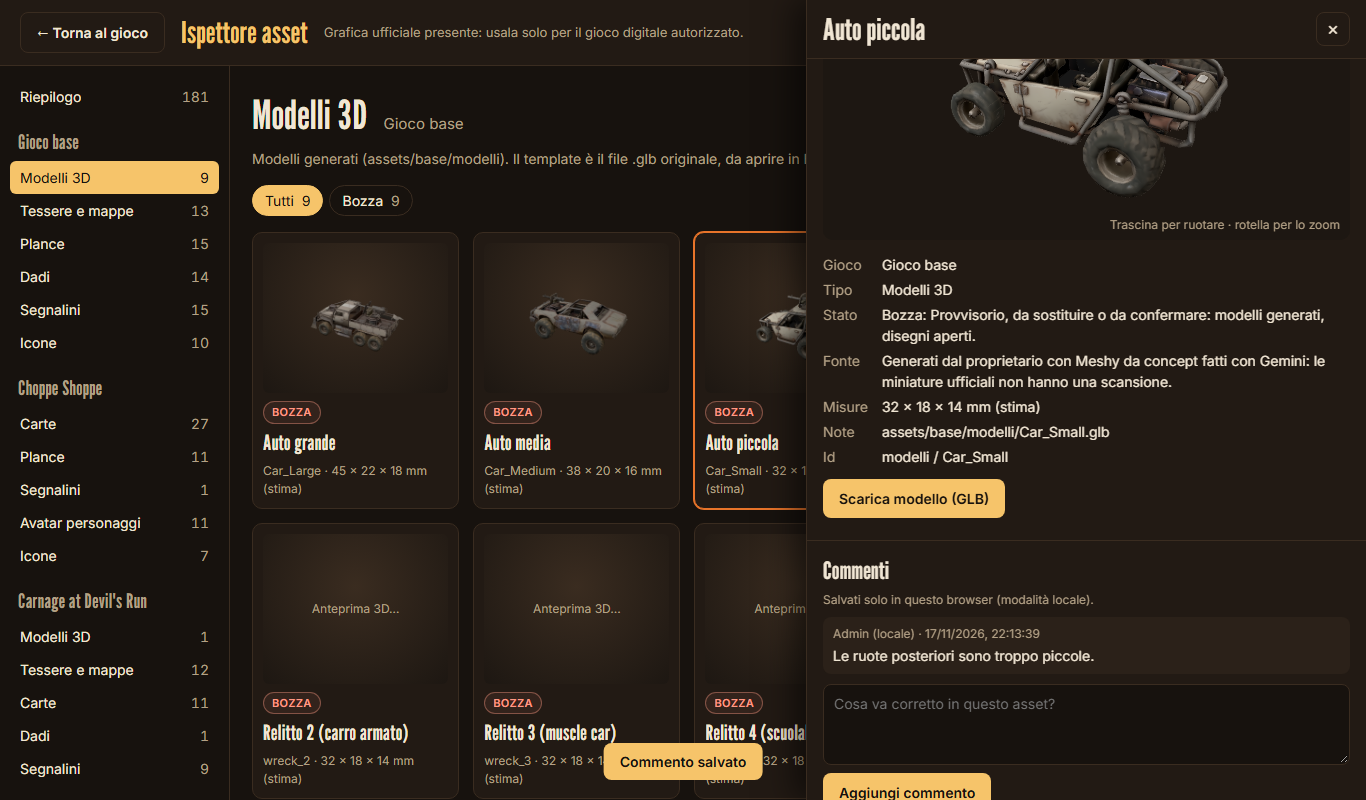 ← Torna al gioco
Ispettore asset
Grafica ufficiale presente: usala solo per il gioco digitale autorizzato.
Riepilogo 181
Gioco base
Modelli 3D 9
Tessere e mappe 13
Plance 15
Dadi 14
Segnalini 15
Icone 10
Choppe Shoppe
Carte 27
Plance 11
Segnalini 1
Avatar personaggi 11
Icone 7
Carnage at Devil's Run
Modelli 3D 1
Tessere e mappe 12
Carte 11
Dadi 1
Segnalini 9
Modelli 3D Gioco base
Modelli generati (assets/base/modelli). Il template è il file .glb originale, da aprire in
Tutti 9
Bozza 9
BOZZA
Auto grande
Car_Large · 45 × 22 × 18 mm
(stima)
BOZZA
Auto media
Car_Medium · 38 × 20 × 16 mm
(stima)
BOZZA
Auto piccola
Car_Small · 32 × 1
(stima)
Anteprima 3D...
BOZZA
Relitto 2 (carro armato)
wreck_2 · 32 × 18 × 14 mm
(stima)
Anteprima 3D...
BOZZA
Relitto 3 (muscle car)
wreck_3 · 32 × 18 × 1
(stima)
Anteprim
BOZZA
Relitto 4 (scuola
32 × 18
(stima)
Commento salvato
Auto piccola
×
Trascina per ruotare · rotella per lo zoom
Gioco Gioco base
Tipo Modelli 3D
Stato Bozza: Provvisorio, da sostituire o da confermare: modelli generati,
disegni aperti.
Fonte Generati dal proprietario con Meshy da concept fatti con Gemini: le
miniature ufficiali non hanno una scansione.
Misure 32 × 18 × 14 mm (stima)
Note assets/base/modelli/Car_Small.glb
Id modelli / Car_Small
Scarica modello (GLB)
Commenti
Salvati solo in questo browser (modalità locale).
Admin (locale) · 17/11/2026, 22:13:39
Le ruote posteriori sono troppo piccole.
Cosa va corretto in questo asset?
Aggiungi commento